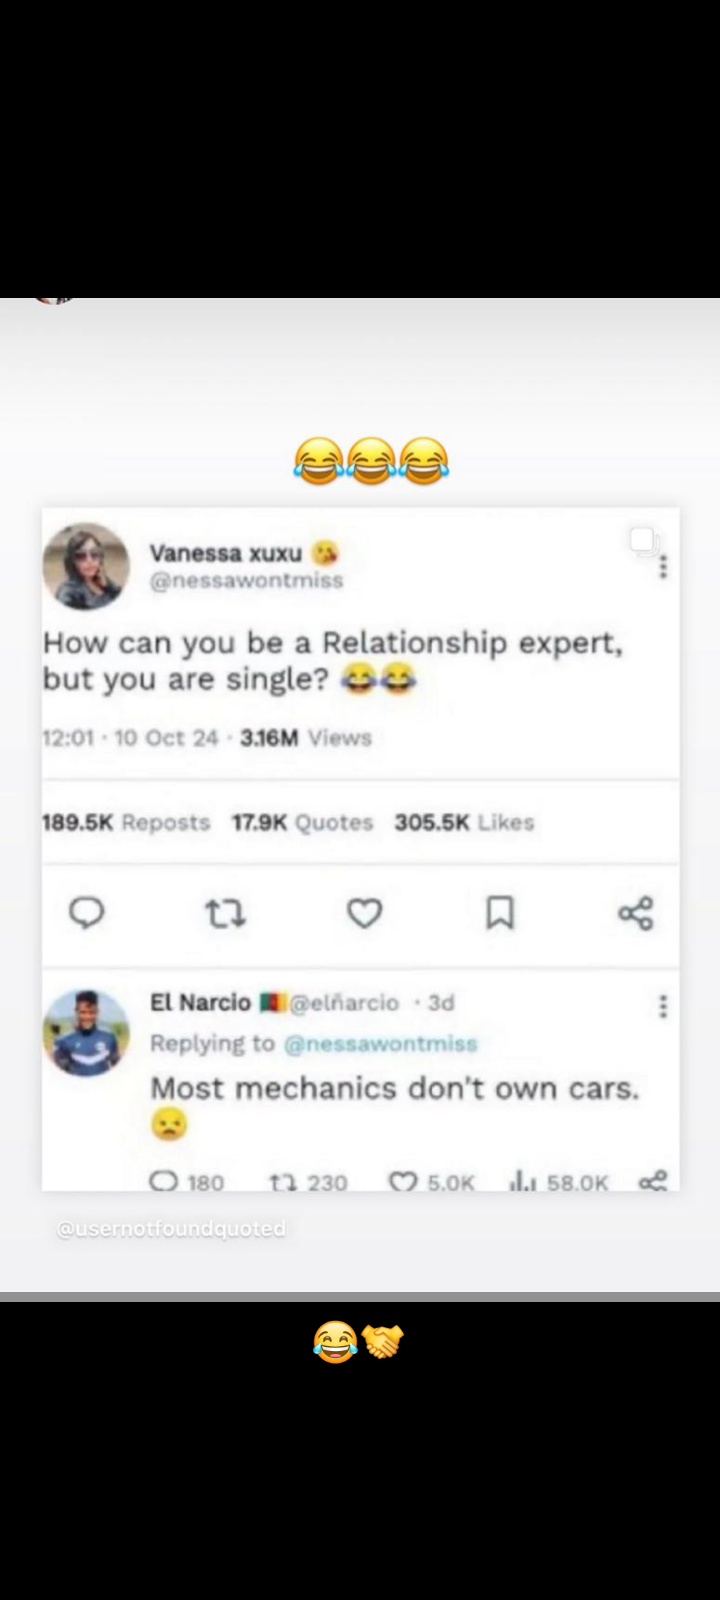 😂😂😂
Vanessa xuxu 😘
@nessawontmiss
How can you be a Relationship expert,
but you are single? 😂😂
12:01 · 10 Oct 24 · 3.16M Views
189.5K Reposts 17.9K Quotes 305.5K Likes
El Narcio 🇨🇲@elñarcio · 3d
Replying to @nessawontmiss
Most mechanics don't own cars.
😠
180 230 5.0K 58.0K
@usernotfoundquoted
😂🤝